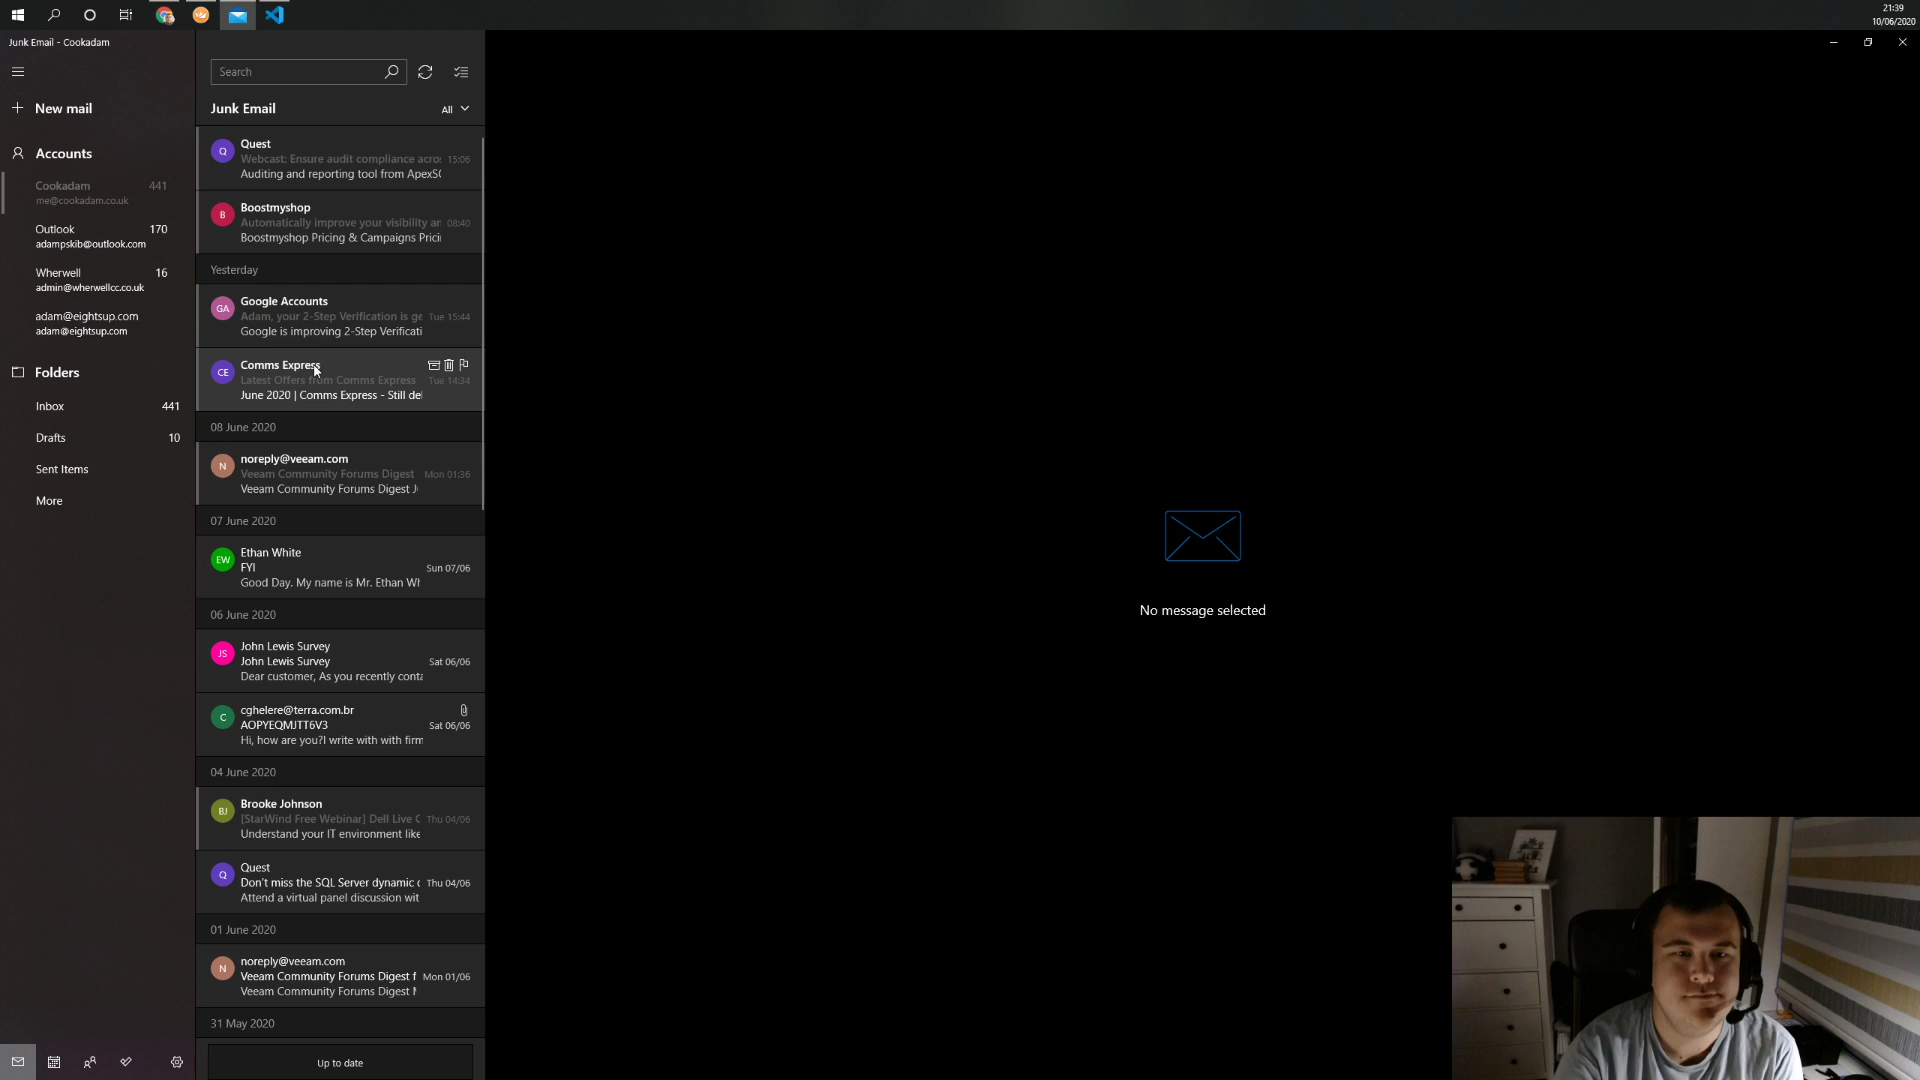 21:39
10/06/2020
Junk Email - Cookadam
Search
New mail
Junk Email
All
Accounts
Cookadam 441
me@cookadam.co.uk
Outlook 170
adampskib@outlook.com
Wherwell 16
admin@wherwellcc.co.uk
adam@eightsup.com
adam@eightsup.com
Folders
Inbox 441
Drafts 10
Sent Items
More
Q
Quest
Webcast: Ensure audit compliance acro 15:06
Auditing and reporting tool from ApexS
B
Boostmyshop
Automatically improve your visibility ar 08:40
Boostmyshop Pricing & Campaigns Prici
Yesterday
GA
Google Accounts
Adam, your 2-Step Verification is ge Tue 15:44
Google is improving 2-Step Verificati
CE
Comms Express
Latest Offers from Comms Express Tue 14:34
June 2020 | Comms Express - Still de
08 June 2020
N
noreply@veeam.com
Veeam Community Forums Digest Mon 01:36
Veeam Community Forums Digest J
07 June 2020
EW
Ethan White
FYI Sun 07/06
Good Day. My name is Mr. Ethan Wh
06 June 2020
JS
John Lewis Survey
John Lewis Survey Sat 06/06
Dear customer, As you recently conta
C
cghelere@terra.com.br
AOPYEQMJTT6V3 Sat 06/06
Hi, how are you?I write with with firm
04 June 2020
BJ
Brooke Johnson
[StarWind Free Webinar] Dell Live C Thu 04/06
Understand your IT environment like
Q
Quest
Don't miss the SQL Server dynamic c Thu 04/06
Attend a virtual panel discussion wit
01 June 2020
N
noreply@veeam.com
Veeam Community Forums Digest f Mon 01/06
Veeam Community Forums Digest M
31 May 2020
Up to date
No message selected